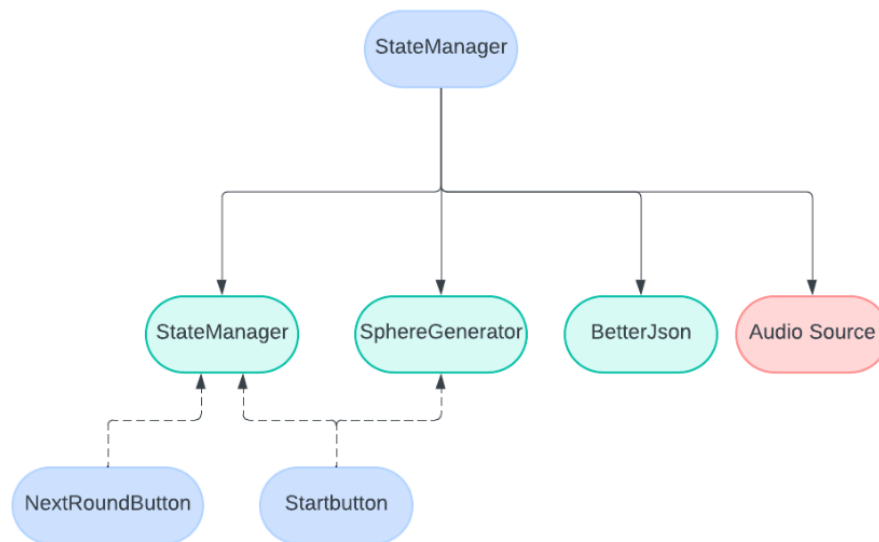 StateManager
StateManager
SphereGenerator
BetterJson
Audio Source
NextRoundButton
Startbutton